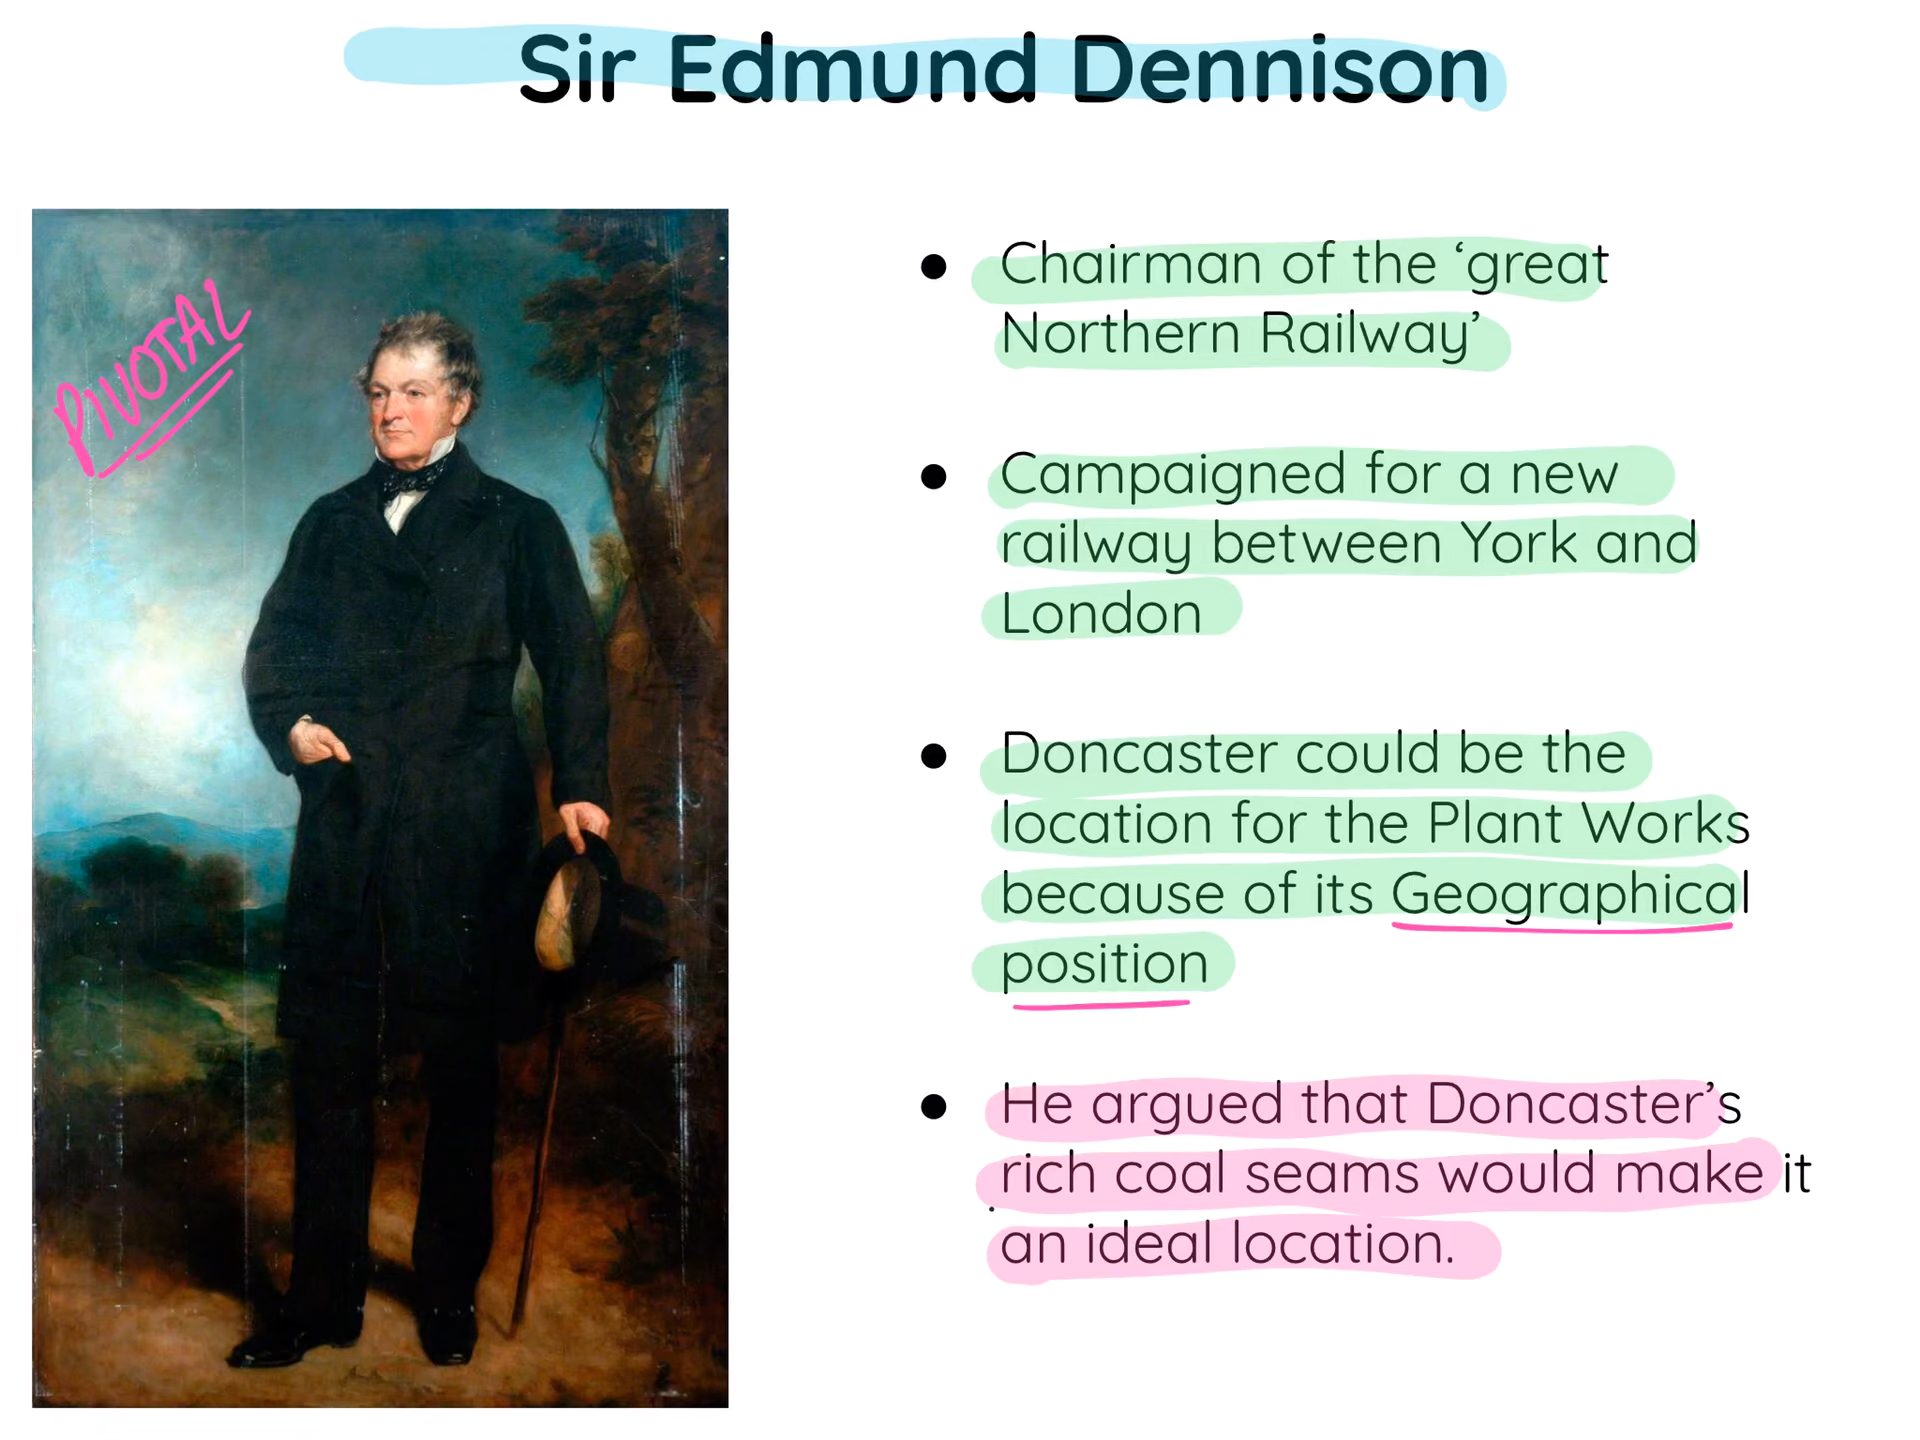 Sir Edmund Dennison
PIVOTAL
● Chairman of the ‘great
Northern Railway’
● Campaigned for a new
railway between York and
London
● Doncaster could be the
location for the Plant Works
because of its Geographical
position
● He argued that Doncaster’s
rich coal seams would make it
an ideal location.